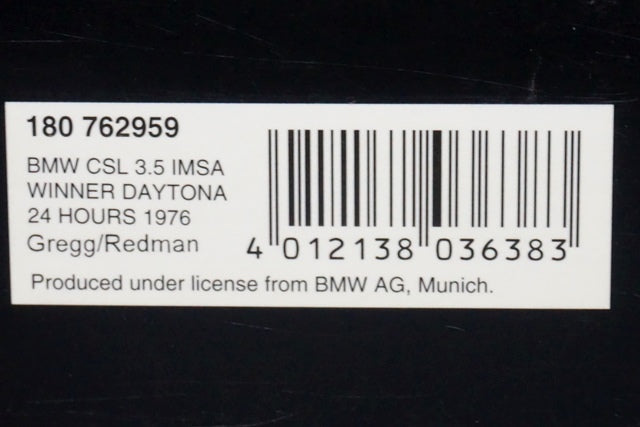 180 762959
BMW CSL 3.5 IMSA
WINNER DAYTONA
24 HOURS 1976
Gregg/Redman
4 012138 036383
Produced under license from BMW AG, Munich.